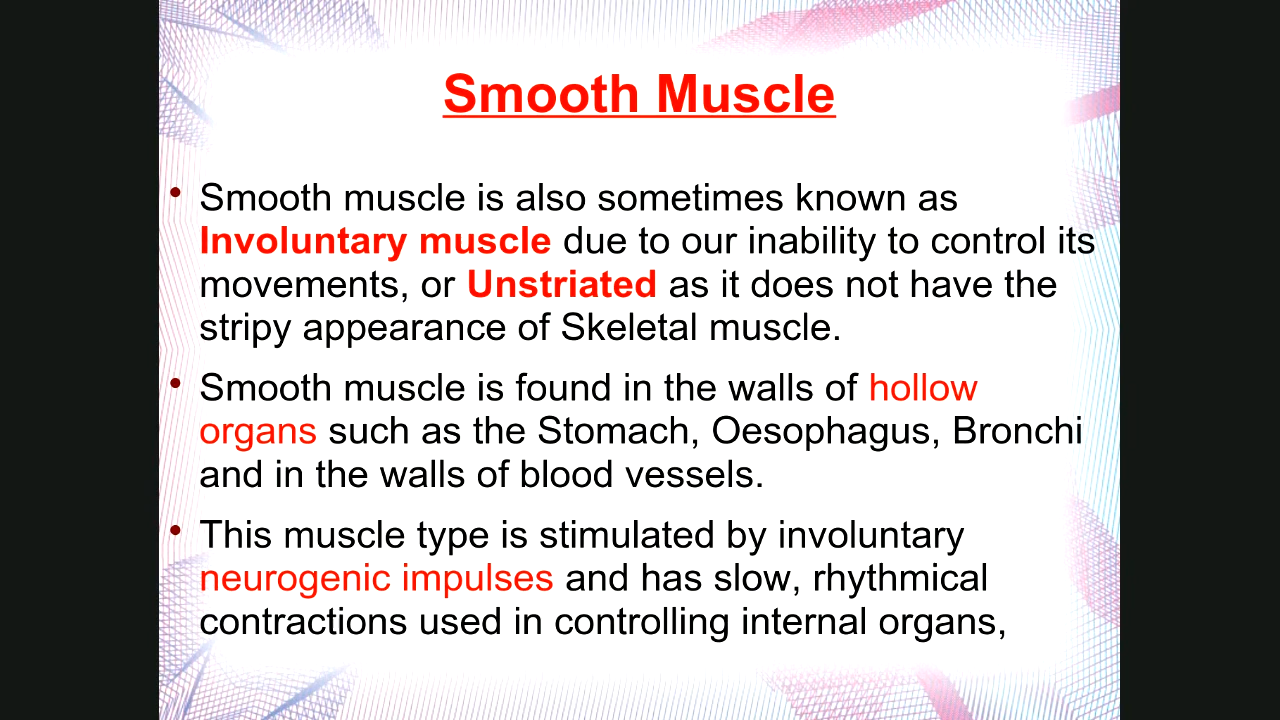 Smooth Muscle
• Smooth muscle is also sometimes known as
Involuntary muscle due to our inability to control its
movements, or Unstriated as it does not have the
stripy appearance of Skeletal muscle.
• Smooth muscle is found in the walls of hollow
organs such as the Stomach, Oesophagus, Bronchi
and in the walls of blood vessels.
• This muscle type is stimulated by involuntary
neurogenic impulses and has slow, rhythmical
contractions used in controlling internal organs,